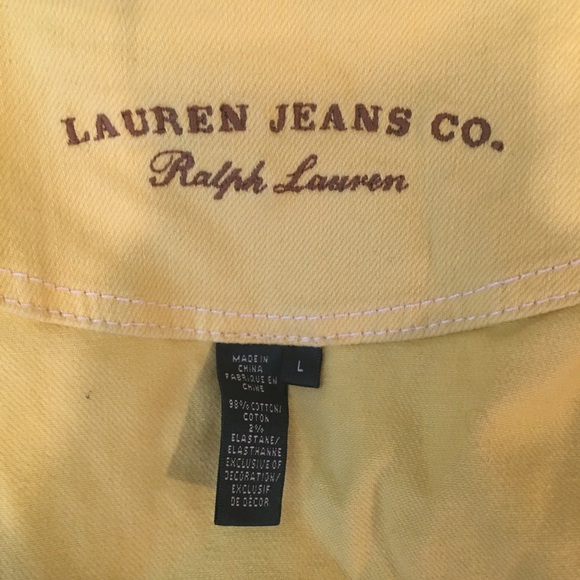 LAUREN JEANS CO.
Ralph Lauren
MADE IN
CHINA
FABRIQUE EN
CHINE
L
98% COTTON/
COTON
2%
ELASTANE/
ELASTHANNE
EXCLUSIVE OF
DECORATION/
EXCLUSIF
DE DÉCOR